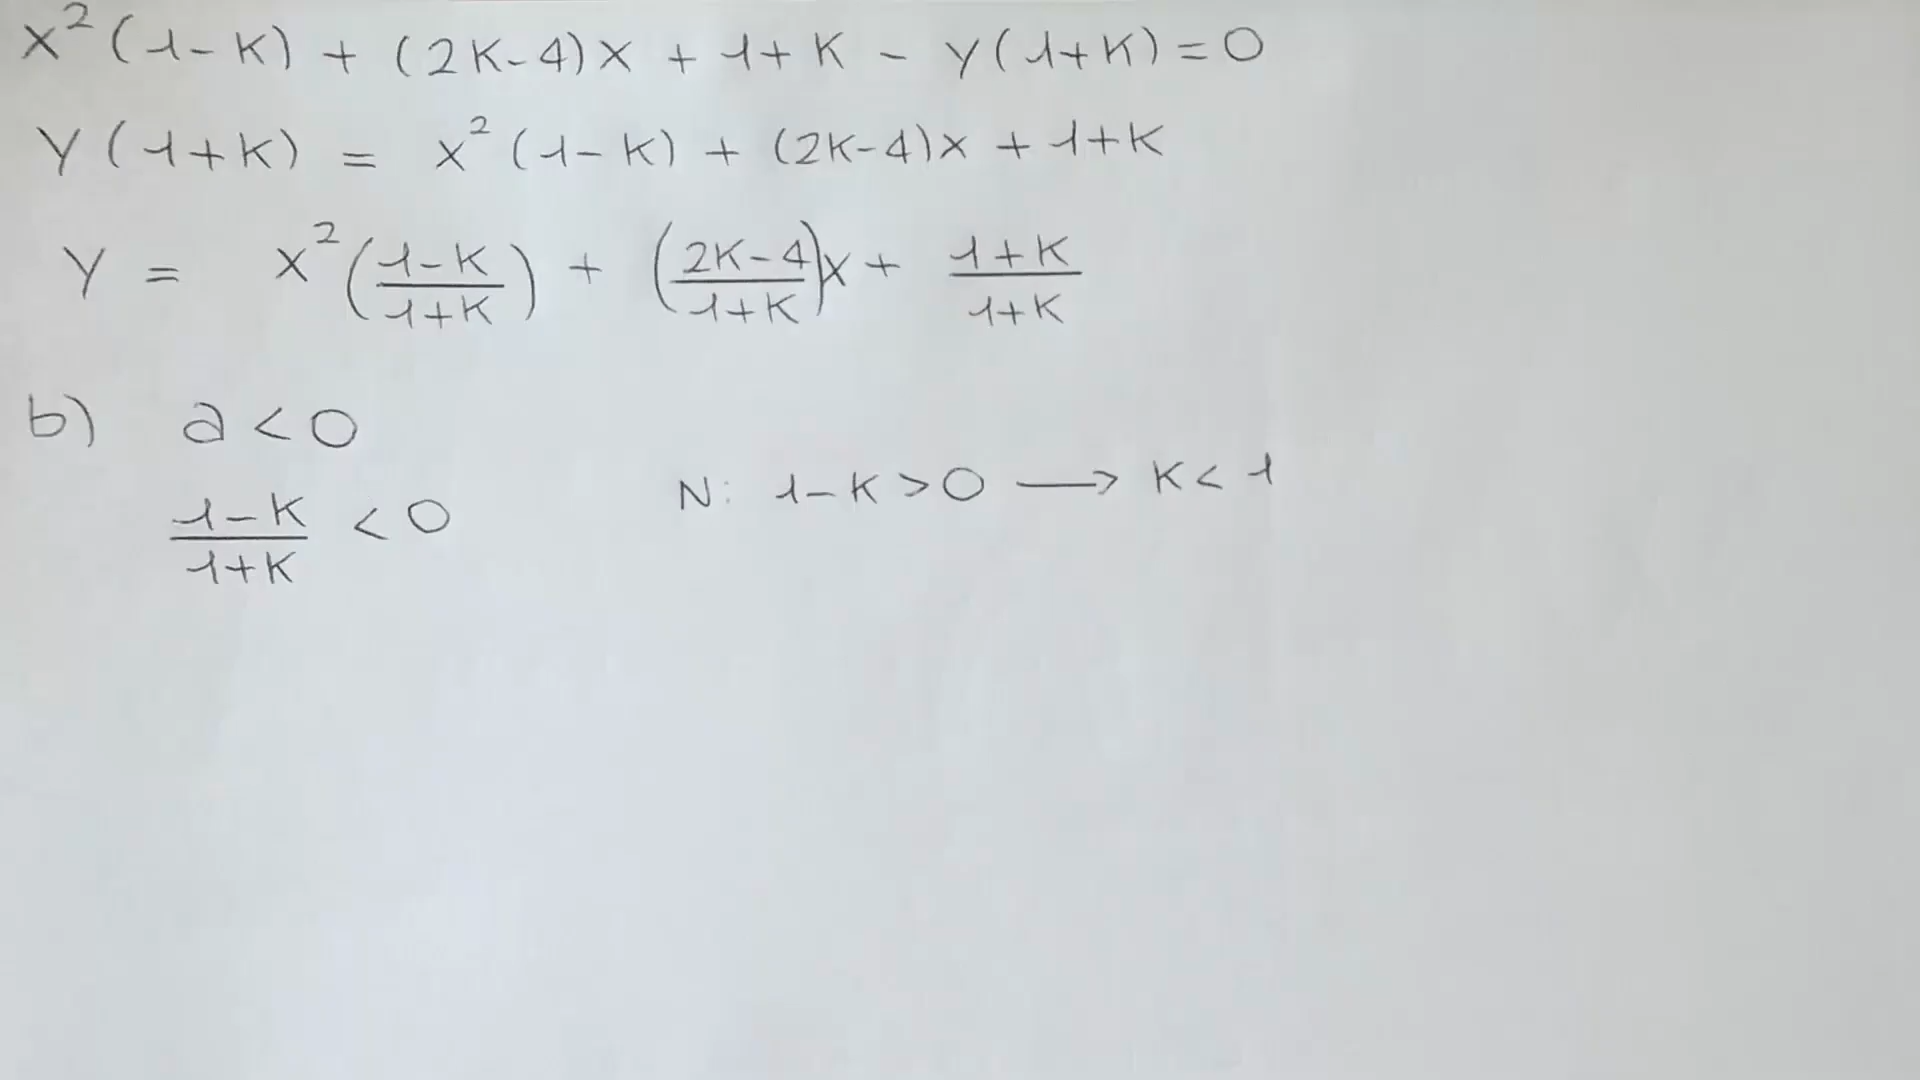 x²(1-K) + (2K-4)x + 1+K - y(1+K) = 0
y(1+K) = x²(1-K) + (2K-4)x + 1+K
y = x²((1-K)/(1+K)) + ((2K-4)/(1+K))x + (1+K)/(1+K)
b) a<0
(1-K)/(1+K) < 0
N: 1-K>0 → K<1